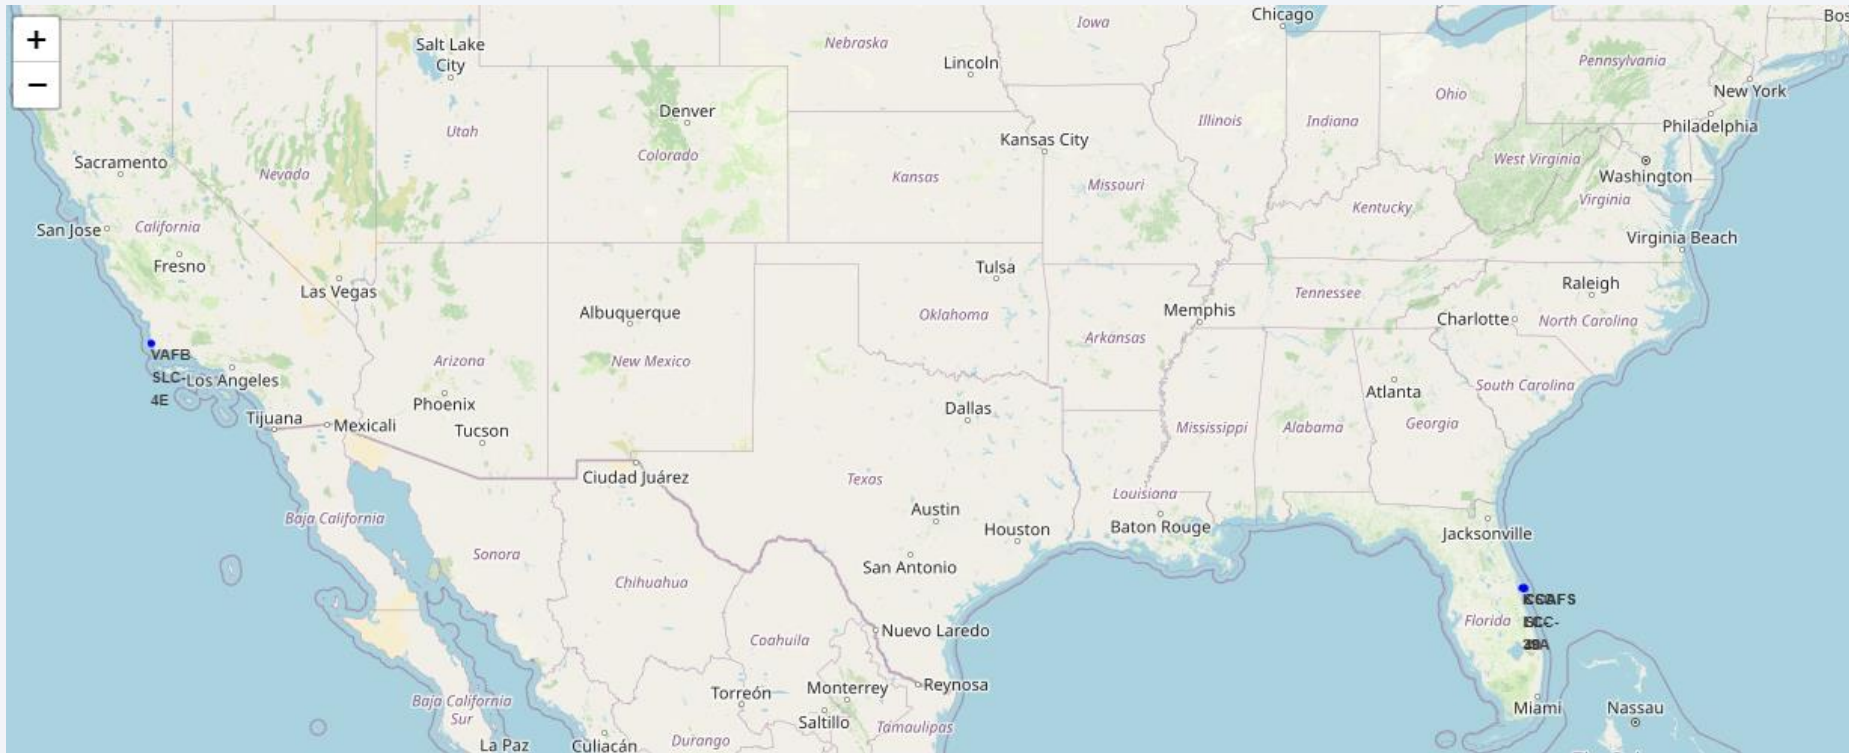 +
−
Chicago
Bos
Iowa
Nebraska
Salt Lake
City
Lincoln
Pennsylvania
New York
Ohio
Denver
Illinois
Indiana
Philadelphia
Utah
Kansas City
Colorado
Sacramento
West Virginia
Nevada
Kansas
Missouri
Washington
Virginia
Kentucky
San Jose
California
Virginia Beach
Fresno
Tulsa
Las Vegas
Raleigh
Tennessee
Albuquerque
Oklahoma
Memphis
Charlotte
North Carolina
Arkansas
VAFB
SLC-
4E
Los Angeles
Arizona
New Mexico
South Carolina
Atlanta
Phoenix
Dallas
Tijuana
Mexicali
Tucson
Mississippi
Alabama
Georgia
Ciudad Juárez
Texas
Louisiana
Austin
Houston
Baton Rouge
Baja California
Jacksonville
Sonora
San Antonio
Chihuahua
Florida
Nuevo Laredo
Coahuila
Reynosa
Torreón
Monterrey
Baja California
Sur
Saltillo
Tamaulipas
Miami
Nassau
La Paz
Culiacán
Durango